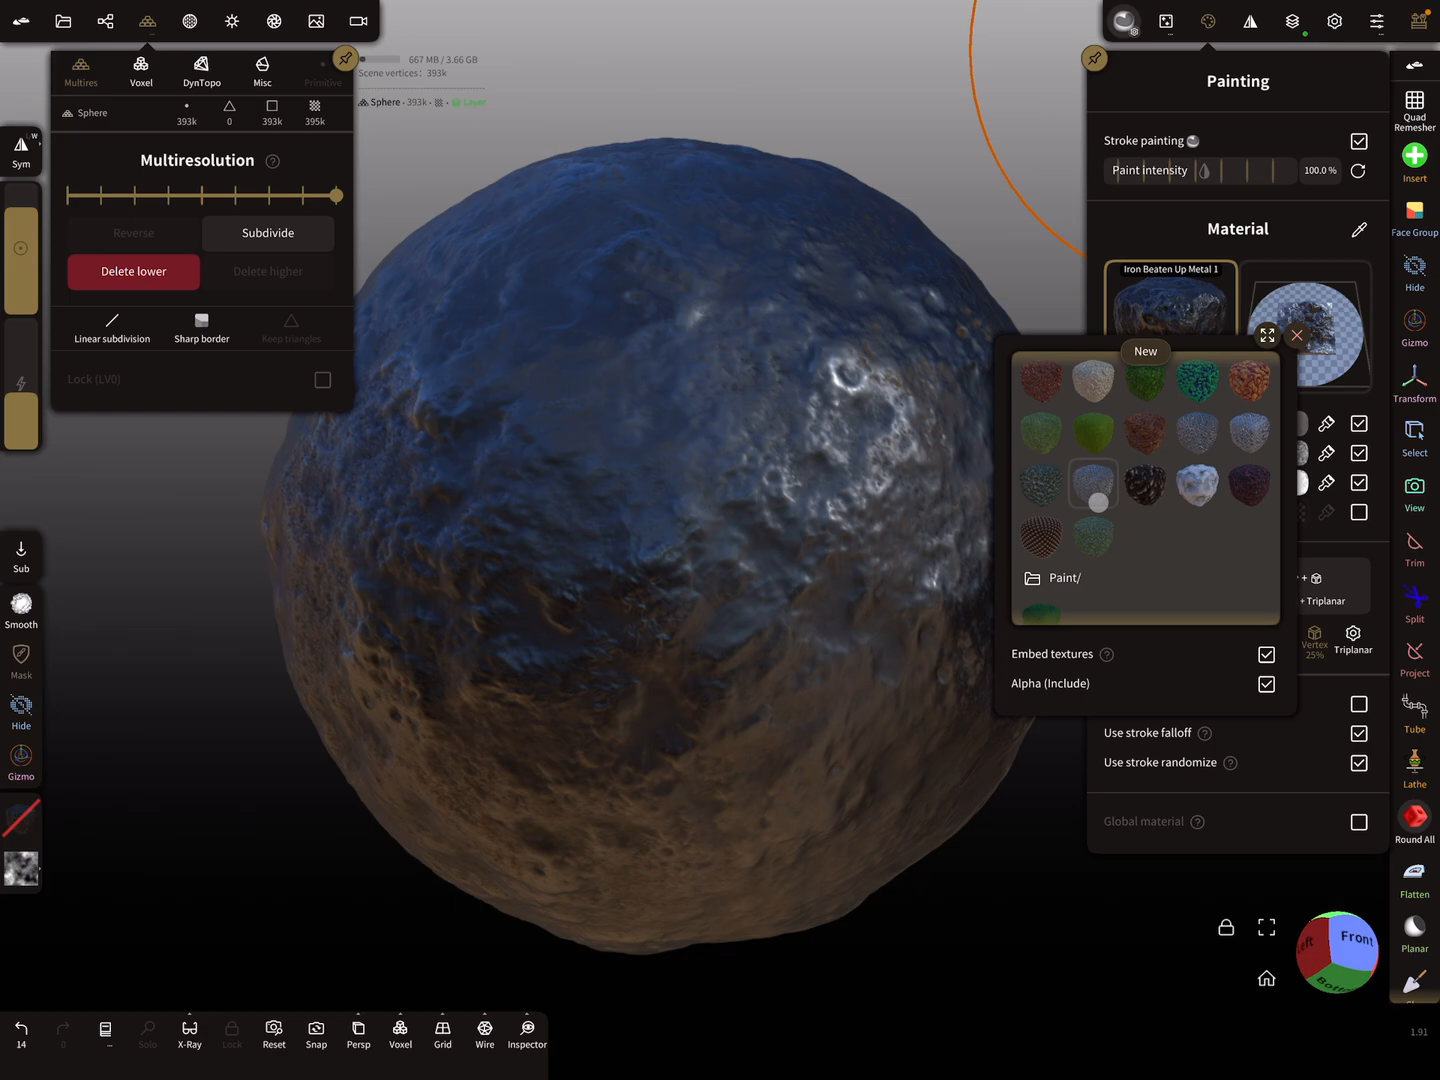 Multires
Voxel
DynTopo
Misc
Primitive
Sphere
393k
0
393k
395k
Multiresolution ?
Reverse
Subdivide
Delete lower
Delete higher
Linear subdivision
Sharp border
Keep triangles
Lock (LV0)
667 MB / 3.66 GB
Scene vertices: 393k
Sphere · 393k · Layer
W
Sym
Sub
Smooth
Mask
Hide
Gizmo
14
0
...
Solo
X-Ray
Lock
Reset
Snap
Persp
Voxel
Grid
Wire
Inspector
Painting
Stroke painting
Paint intensity
100.0 %
Material
Iron Beaten Up Metal 1
New
Paint/
Embed textures ?
Alpha (Include)
+
+ Triplanar
Vertex
25%
Triplanar
Use stroke falloff ?
Use stroke randomize ?
Global material ?
Quad
Remesher
Insert
Face Group
Hide
Gizmo
Transform
Select
View
Trim
Split
Project
Tube
Lathe
Round All
Flatten
Planar
Left
Front
1.91